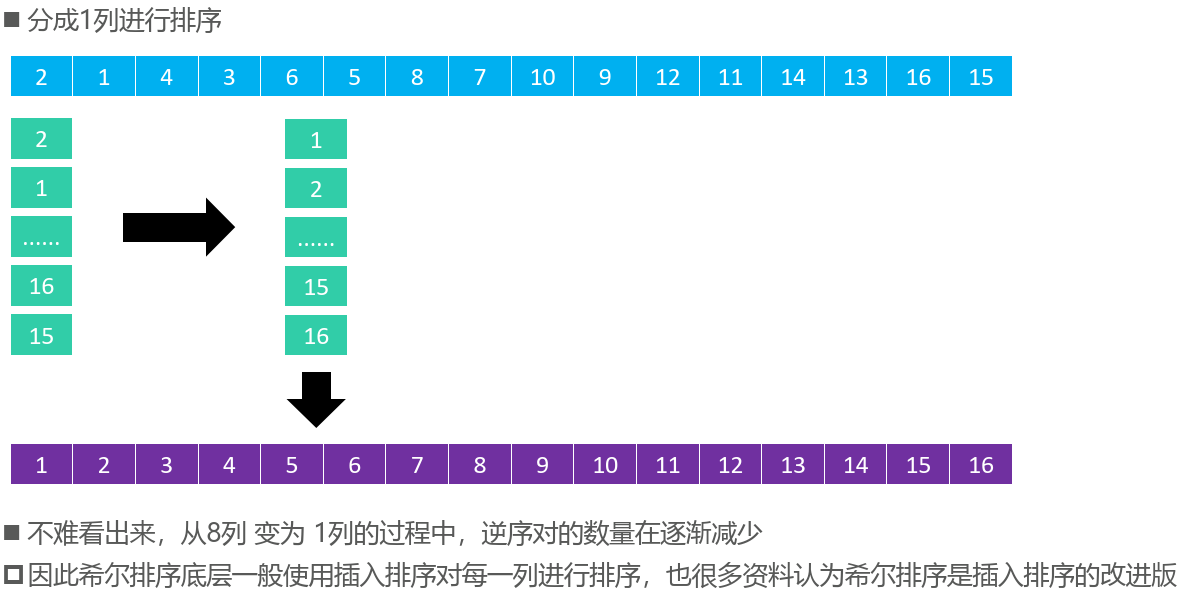 分成1列进行排序
2 1 4 3 6 5 8 7 10 9 12 11 14 13 16 15
2 1
1 2
...... ......
16 15
15 16
1 2 3 4 5 6 7 8 9 10 11 12 13 14 15 16
不难看出来，从8列 变为 1列的过程中，逆序对的数量在逐渐减少
因此希尔排序底层一般使用插入排序对每一列进行排序，也很多资料认为希尔排序是插入排序的改进版